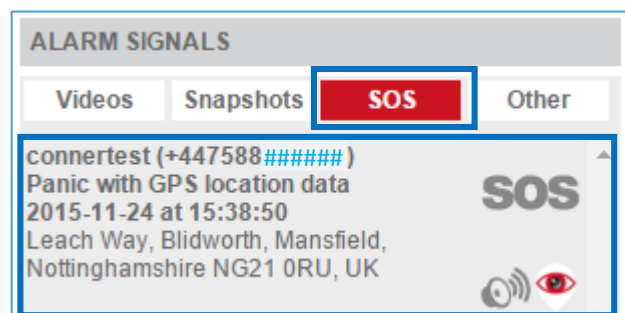 ALARM SIGNALS
Videos Snapshots SOS Other
connertest (+447588######)
Panic with GPS location data
2015-11-24 at 15:38:50
Leach Way, Blidworth, Mansfield,
Nottinghamshire NG21 0RU, UK
SOS